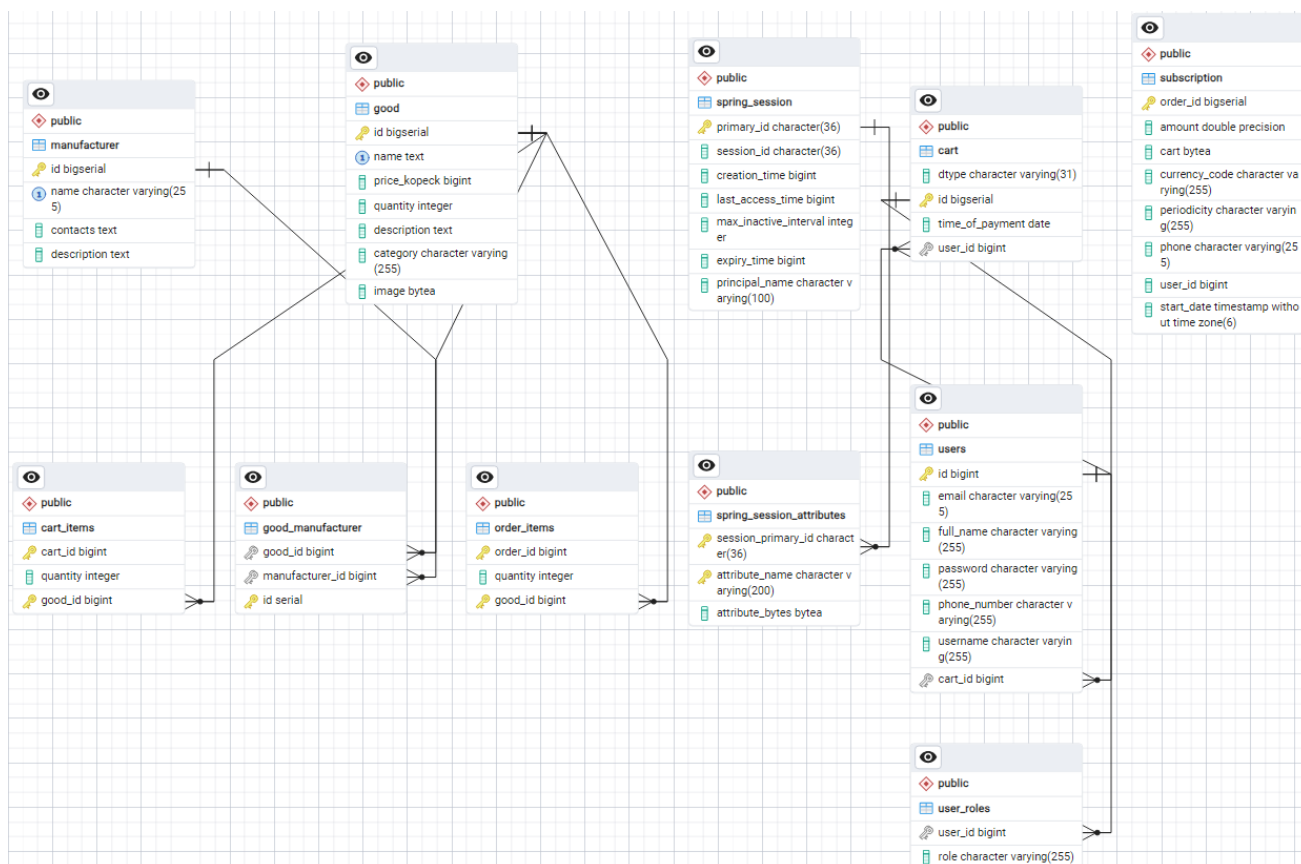 public
manufacturer
id bigserial
name character varying(25
5)
contacts text
description text
public
good
id bigserial
name text
price_kopeck bigint
quantity integer
description text
category character varying
(255)
image bytea
public
spring_session
primary_id character(36)
session_id character(36)
creation_time bigint
last_access_time bigint
max_inactive_interval integ
er
expiry_time bigint
principal_name character v
arying(100)
public
cart
dtype character varying(31)
id bigserial
time_of_payment date
user_id bigint
public
subscription
order_id bigserial
amount double precision
cart bytea
currency_code character va
rying(255)
periodicity character varyin
g(255)
phone character varying(25
5)
user_id bigint
start_date timestamp witho
ut time zone(6)
public
cart_items
cart_id bigint
quantity integer
good_id bigint
public
good_manufacturer
good_id bigint
manufacturer_id bigint
id serial
public
order_items
order_id bigint
quantity integer
good_id bigint
public
spring_session_attributes
session_primary_id charact
er(36)
attribute_name character v
arying(200)
attribute_bytes bytea
public
users
id bigint
email character varying(25
5)
full_name character varying
(255)
password character varying
(255)
phone_number character v
arying(255)
username character varyin
g(255)
cart_id bigint
public
user_roles
user_id bigint
role character varying(255)